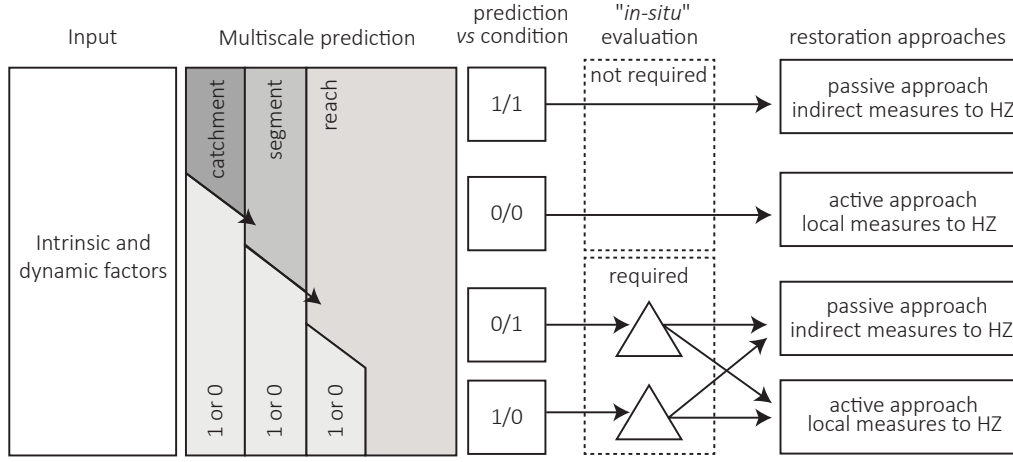 Input
Multiscale prediction
prediction
vs condition
"in-situ"
evaluation
restoration approaches
Intrinsic and
dynamic factors
catchment
segment
reach
1 or 0
1 or 0
1 or 0
1/1
not required
passive approach
indirect measures to HZ
0/0
active approach
local measures to HZ
0/1
required
passive approach
indirect measures to HZ
1/0
active approach
local measures to HZ